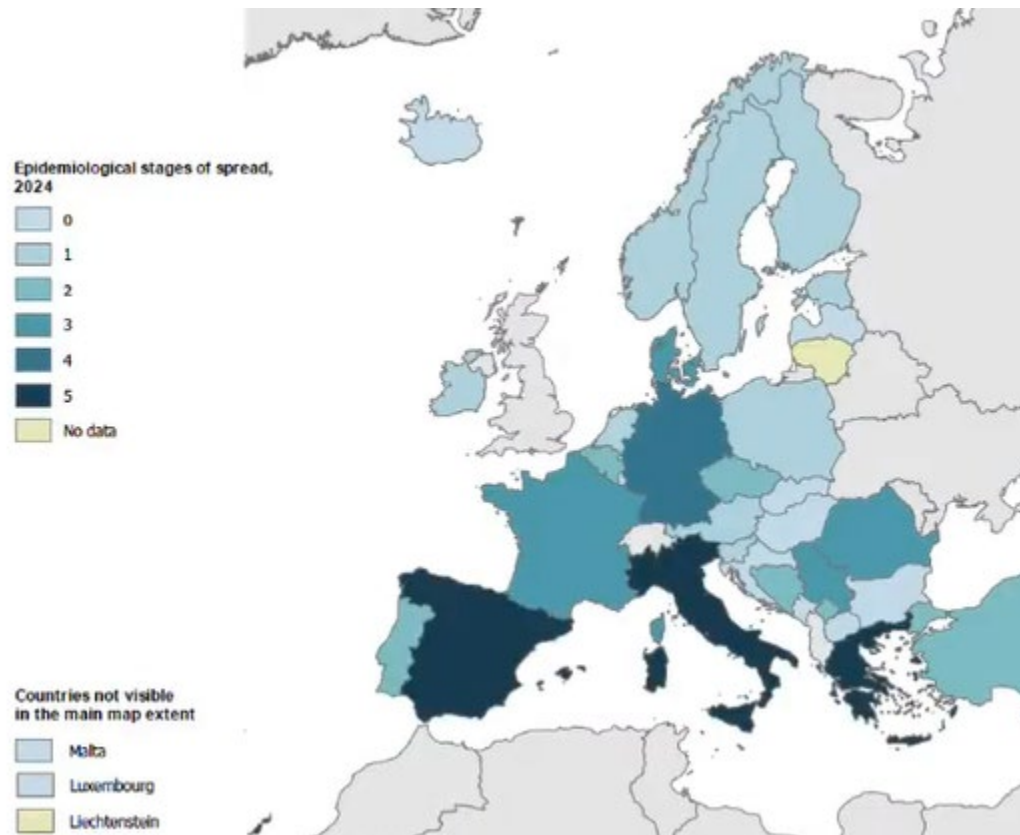 Epidemiological stages of spread,
2024
0
1
2
3
4
5
No data
Countries not visible
in the main map extent
Malta
Luxembourg
Liechtenstein